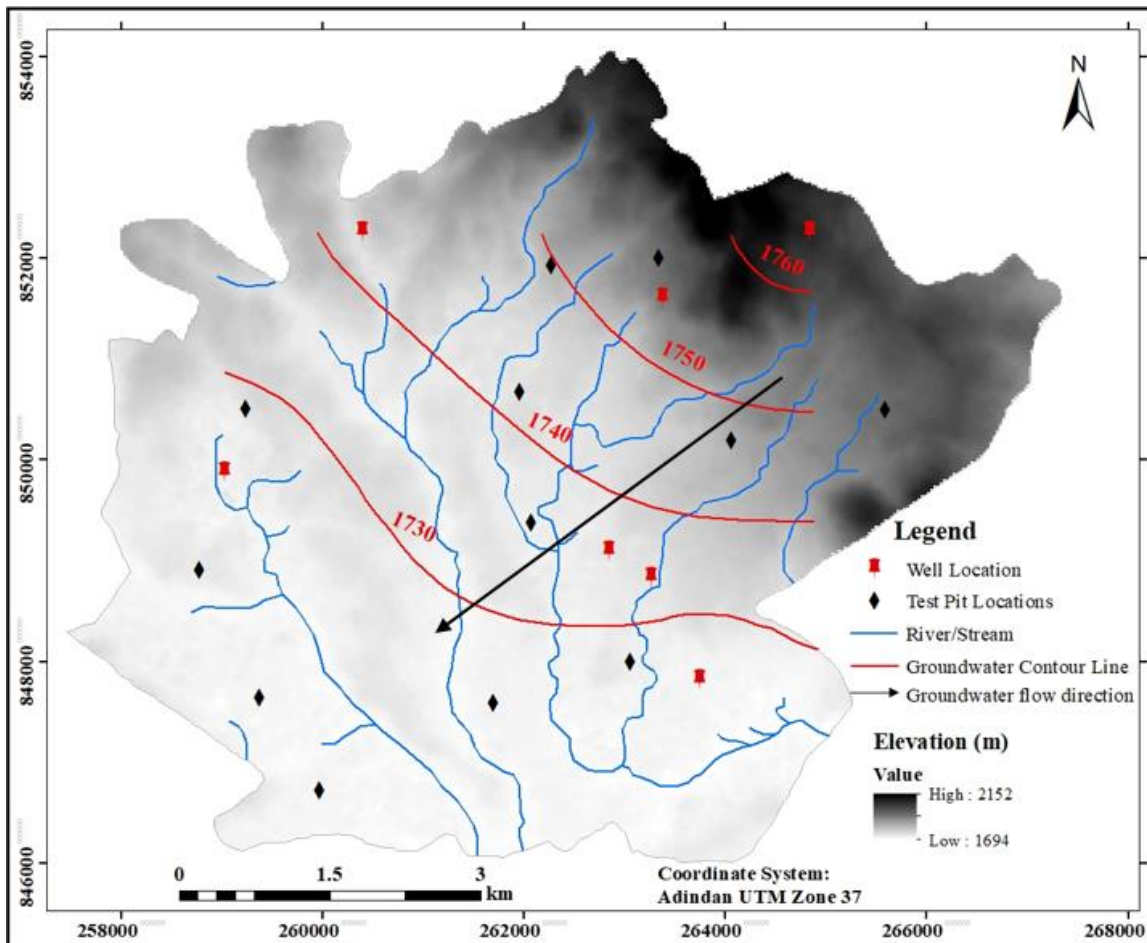 N
854000
852000
850000
848000
846000
1760
1750
1740
1730
Legend
Well Location
Test Pit Locations
River/Stream
Groundwater Contour Line
Groundwater flow direction
Elevation (m)
Value
High : 2152
Low : 1694
0 1.5 3
km
Coordinate System:
Adindan UTM Zone 37
258000 260000 262000 264000 266000 268000